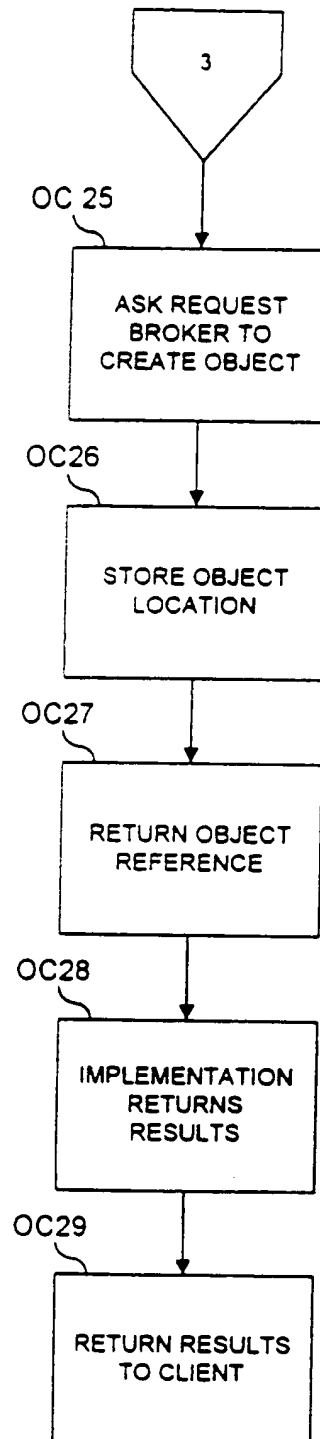 3
OC 25
ASK REQUEST
BROKER TO
CREATE OBJECT
OC26
STORE OBJECT
LOCATION
OC27
RETURN OBJECT
REFERENCE
OC28
IMPLEMENTATION
RETURNS
RESULTS
OC29
RETURN RESULTS
TO CLIENT